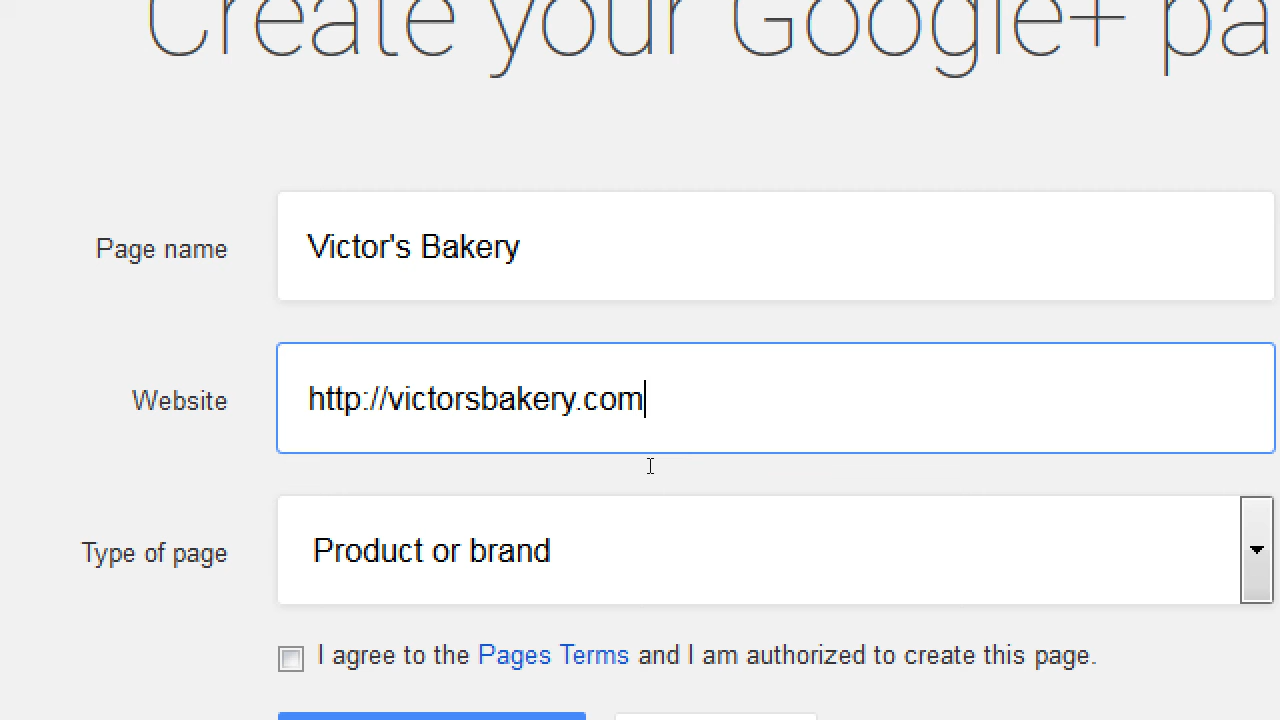 Create your Google+ pa
Page name
Victor's Bakery
Website
http://victorsbakery.com
Type of page
Product or brand
I agree to the Pages Terms and I am authorized to create this page.